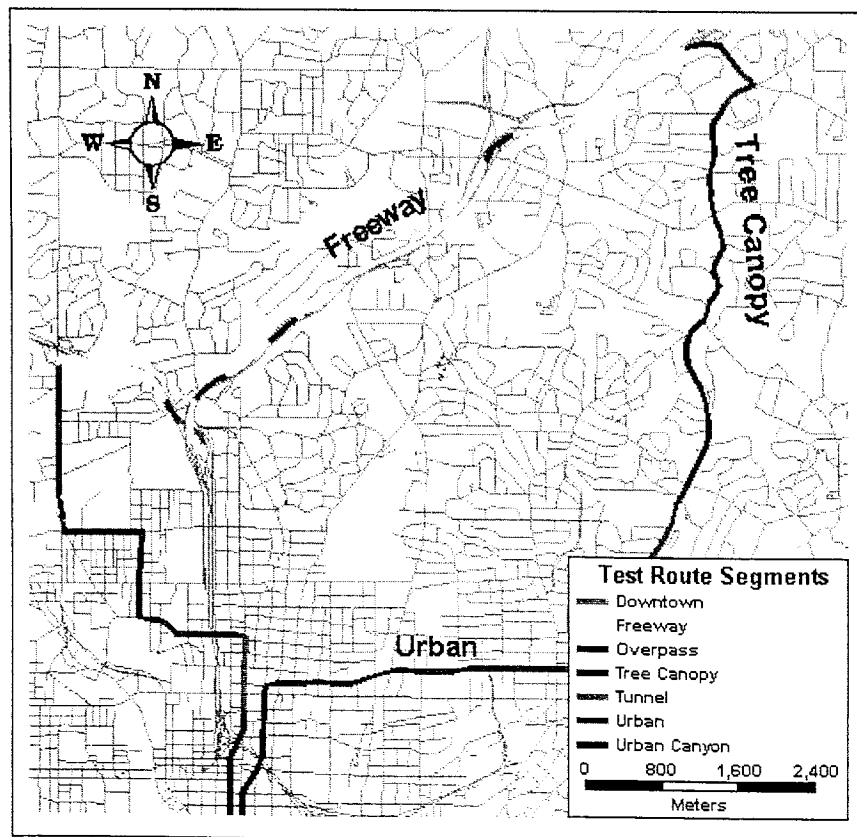 N
W E
S
Freeway
Tree Canopy
Urban
Test Route Segments
Downtown
Freeway
Overpass
Tree Canopy
Tunnel
Urban
Urban Canyon
0 800 1,600 2,400
Meters